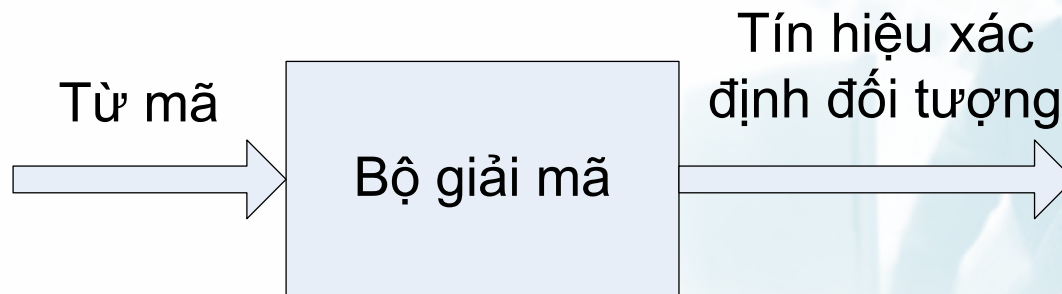 Từ mã
Bộ giải mã
Tín hiệu xác
định đối tượng